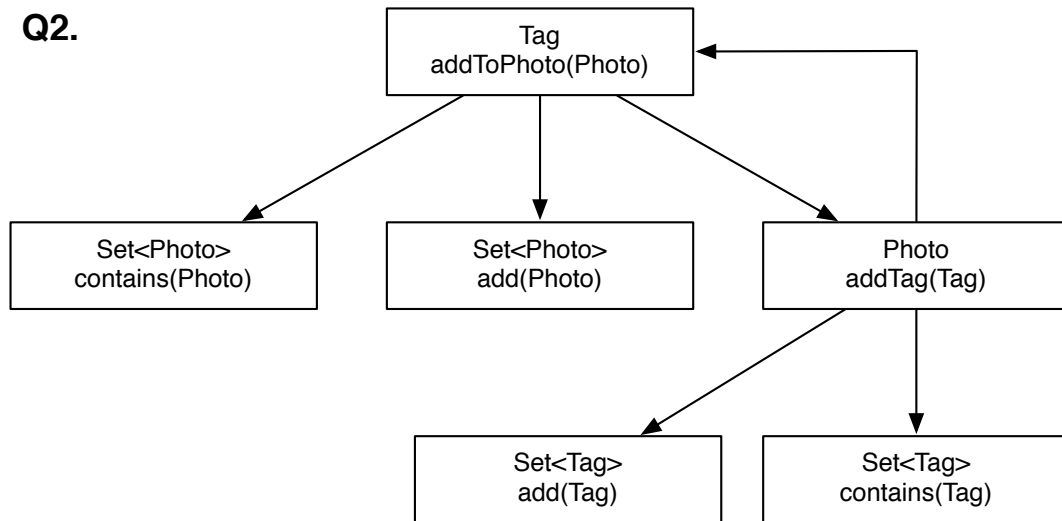 Q2.
Tag
addToPhoto(Photo)
Set<Photo>
contains(Photo)
Set<Photo>
add(Photo)
Photo
addTag(Tag)
Set<Tag>
add(Tag)
Set<Tag>
contains(Tag)